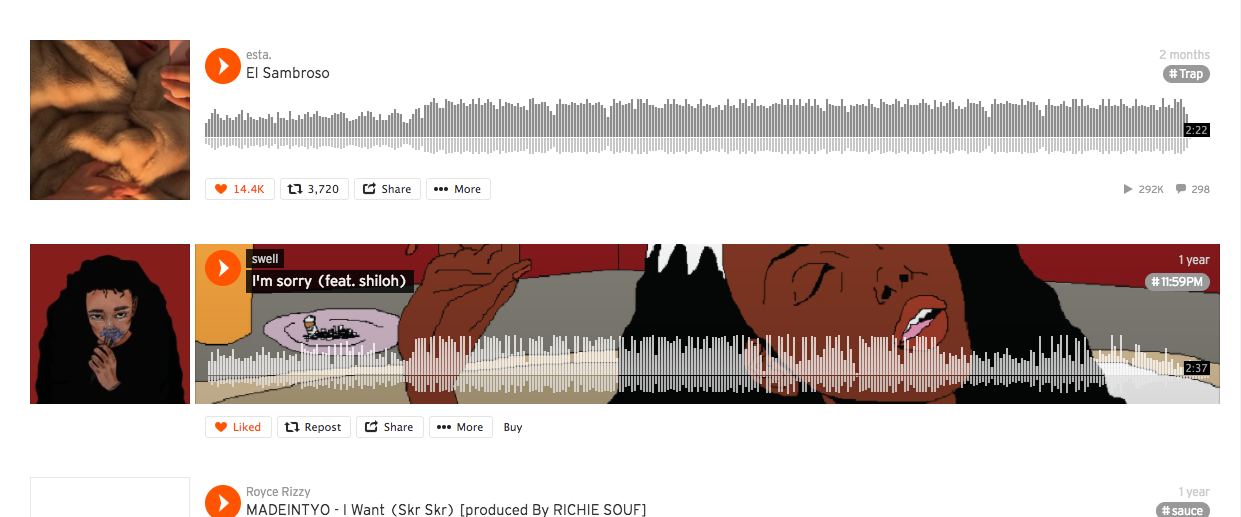 esta.
2 months
El Sambroso
# Trap
2:22
14.4K
3,720
Share
More
292K
298
swell
1 year
I'm sorry (feat. shiloh)
# 11:59PM
2:37
Liked
Repost
Share
More
Buy
Royce Rizzy
1 year
MADEINTYO - I Want (Skr Skr) [produced By RICHIE SOUF]
# sauce